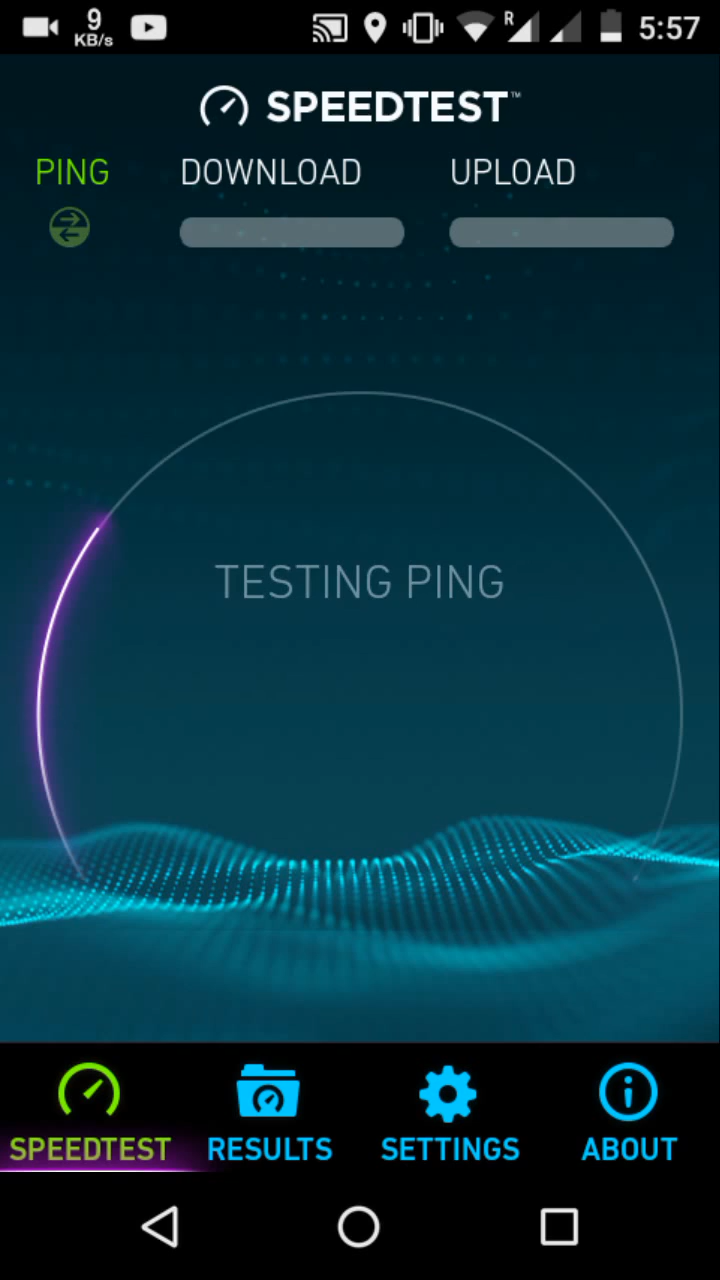 9
KB/s
R
5:57
SPEEDTEST™
PING DOWNLOAD UPLOAD
TESTING PING
SPEEDTEST RESULTS SETTINGS ABOUT